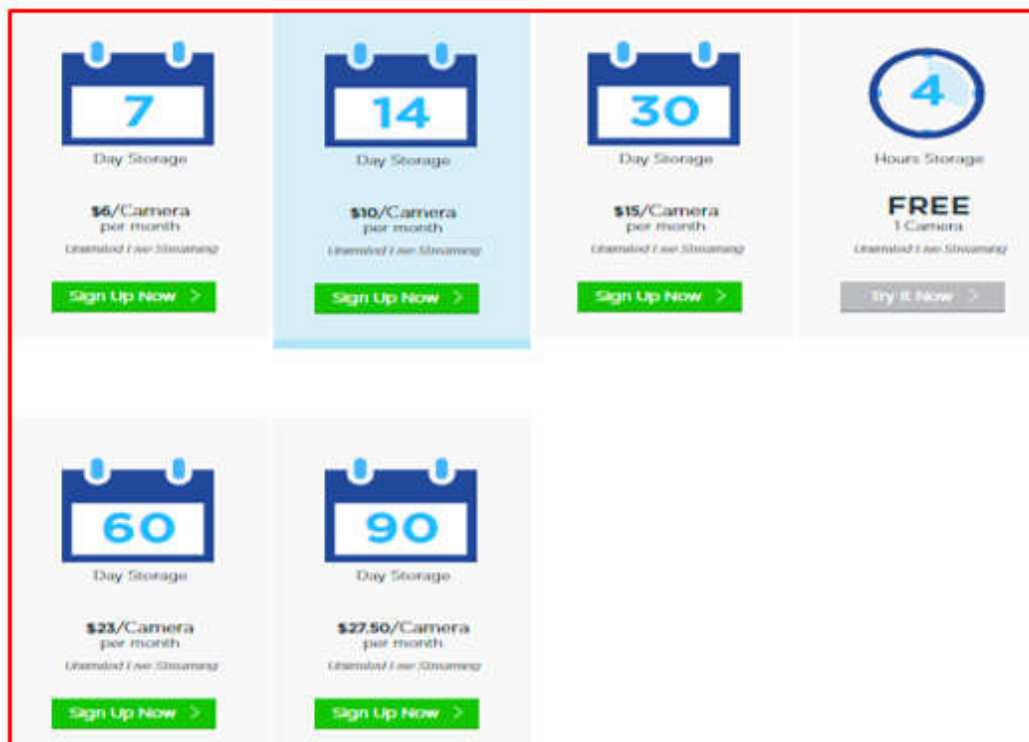 7
Day Storage
$6/Camera
per month
Unlimited Live Streaming
Sign Up Now >
14
Day Storage
$10/Camera
per month
Unlimited Live Streaming
Sign Up Now >
30
Day Storage
$15/Camera
per month
Unlimited Live Streaming
Sign Up Now >
4
Hours Storage
FREE
1 Camera
Unlimited Live Streaming
Try It Now >
60
Day Storage
$23/Camera
per month
Unlimited Live Streaming
Sign Up Now >
90
Day Storage
$27.50/Camera
per month
Unlimited Live Streaming
Sign Up Now >